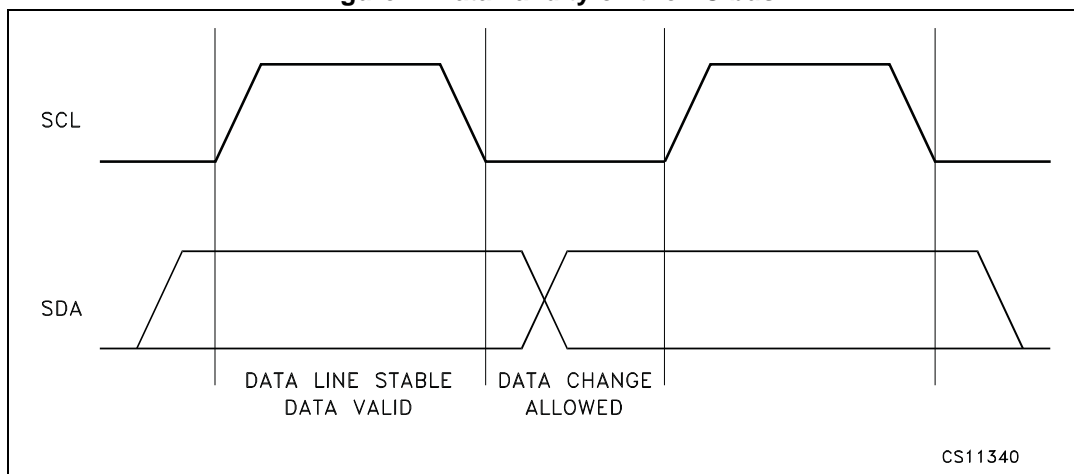 SCL
SDA
DATA LINE STABLE
DATA VALID
DATA CHANGE
ALLOWED
CS11340